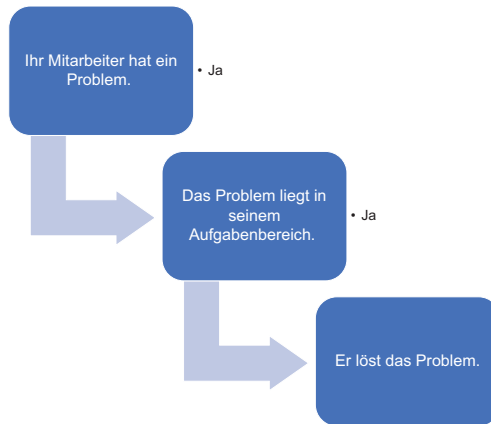 Ihr Mitarbeiter hat ein
Problem.
• Ja
Das Problem liegt in
seinem
Aufgabenbereich.
• Ja
Er löst das Problem.